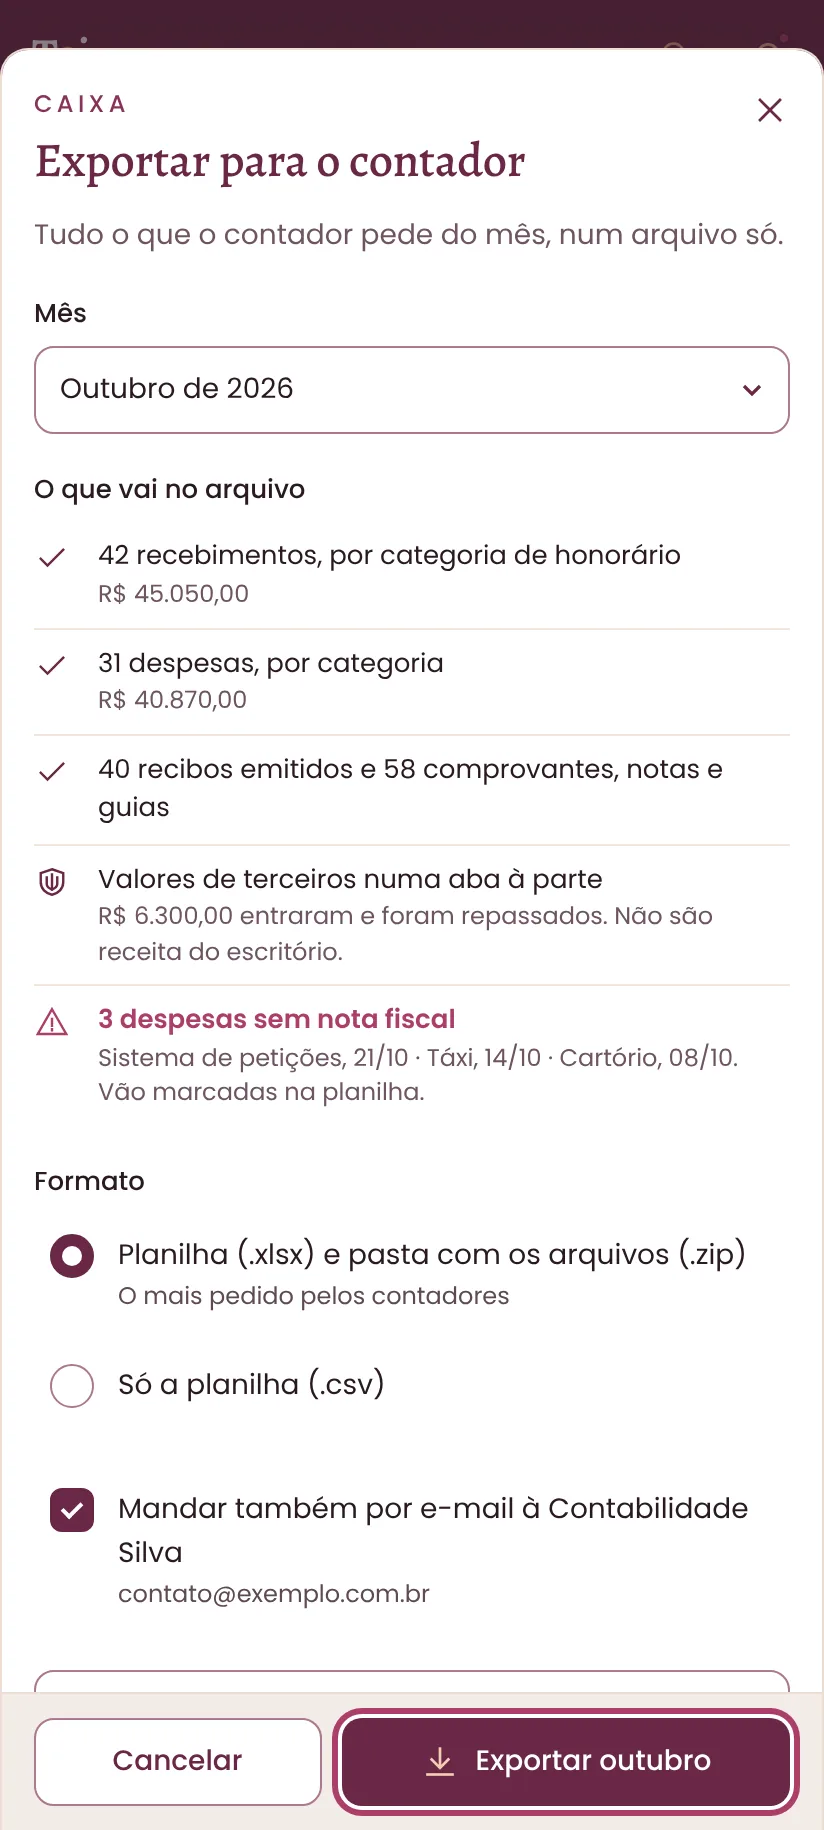 CAIXA
Exportar para o contador
Tudo o que o contador pede do mês, num arquivo só.
Mês
Outubro de 2026
O que vai no arquivo
42 recebimentos, por categoria de honorário
R$ 45.050,00
31 despesas, por categoria
R$ 40.870,00
40 recibos emitidos e 58 comprovantes, notas e
guias
Valores de terceiros numa aba à parte
R$ 6.300,00 entraram e foram repassados. Não são
receita do escritório.
3 despesas sem nota fiscal
Sistema de petições, 21/10 · Táxi, 14/10 · Cartório, 08/10.
Vão marcadas na planilha.
Formato
Planilha (.xlsx) e pasta com os arquivos (.zip)
O mais pedido pelos contadores
Só a planilha (.csv)
Mandar também por e-mail à Contabilidade
Silva
contato@exemplo.com.br
Cancelar
Exportar outubro